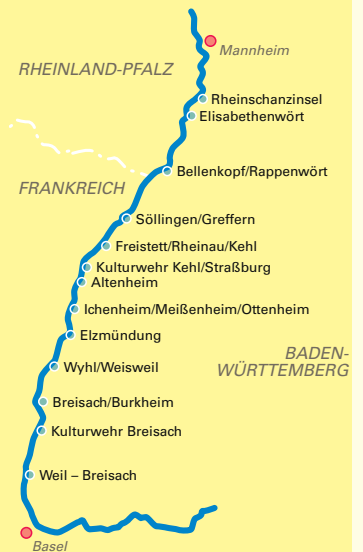 Mannheim
RHEINLAND-PFALZ
Rheinschanzinsel
Elisabethenwört
Bellenkopf/Rappenwört
FRANKREICH
Söllingen/Greffern
Freistett/Rheinau/Kehl
Kulturwehr Kehl/Straßburg
Altenheim
Ichenheim/Meißenheim/Ottenheim
Elzmündung
BADEN-
WÜRTTEMBERG
Wyhl/Weisweil
Breisach/Burkheim
Kulturwehr Breisach
Weil – Breisach
Basel